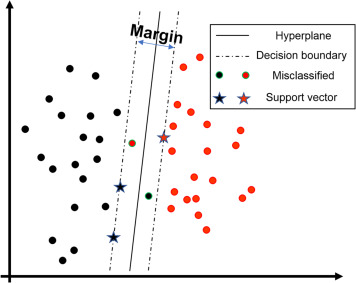 Margin
Hyperplane
Decision boundary
Misclassified
Support vector